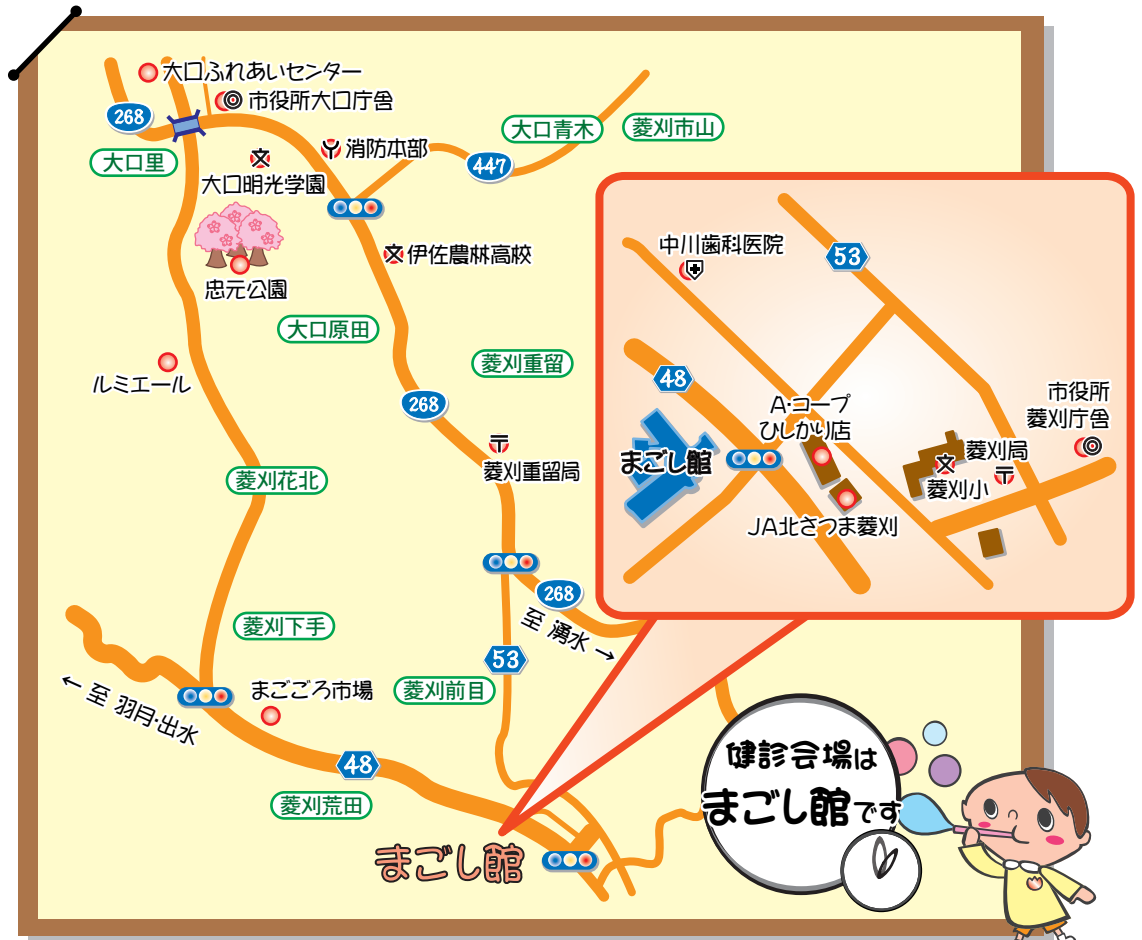 大口ふれあいセンター
268
市役所大口庁舎
大口青木
菱刈市山
消防本部
447
大口里
大口明光学園
伊佐農林高校
忠元公園
大口原田
菱刈重留
ルミエール
268
菱刈重留局
菱刈花北
268
至 湧水 →
菱刈下手
53
まごころ市場
菱刈前目
← 至 羽月・出水
48
菱刈荒田
まごし館
中川歯科医院
53
48
A・コープ
ひしかり店
市役所
菱刈庁舎
まごし館
菱刈局
菱刈小
JA北さつま菱刈
健診会場は
まごし館です